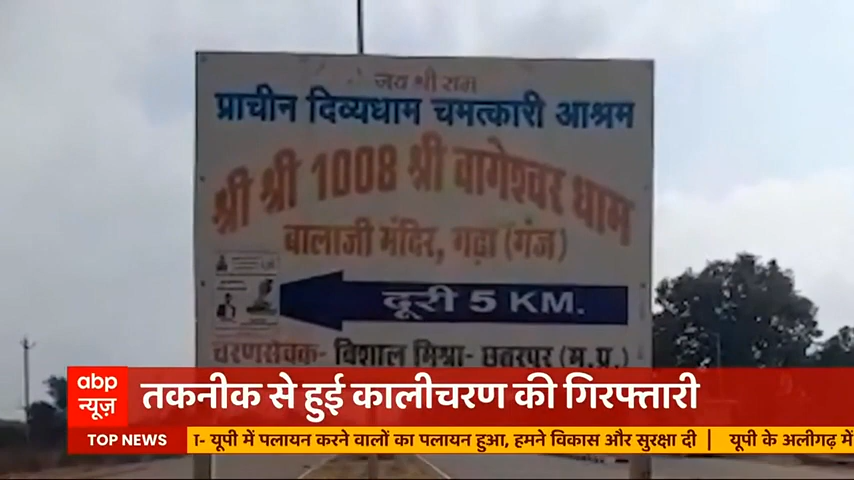 जय श्री राम
प्राचीन दिव्यधाम चमत्कारी आश्रम
श्री श्री 1008 श्री वागेश्वर धाम
बालाजी मंदिर, गढ़ा (गंज)
दूरी 5 KM.
चरणसेवक- विशाल मिश्रा- छतरपुर (म.प्र.)
abp
न्यूज़
तकनीक से हुई कालीचरण की गिरफ्तारी
TOP NEWS
ा- यूपी में पलायन करने वालों का पलायन हुआ, हमने विकास और सुरक्षा दी | यूपी के अलीगढ़ में